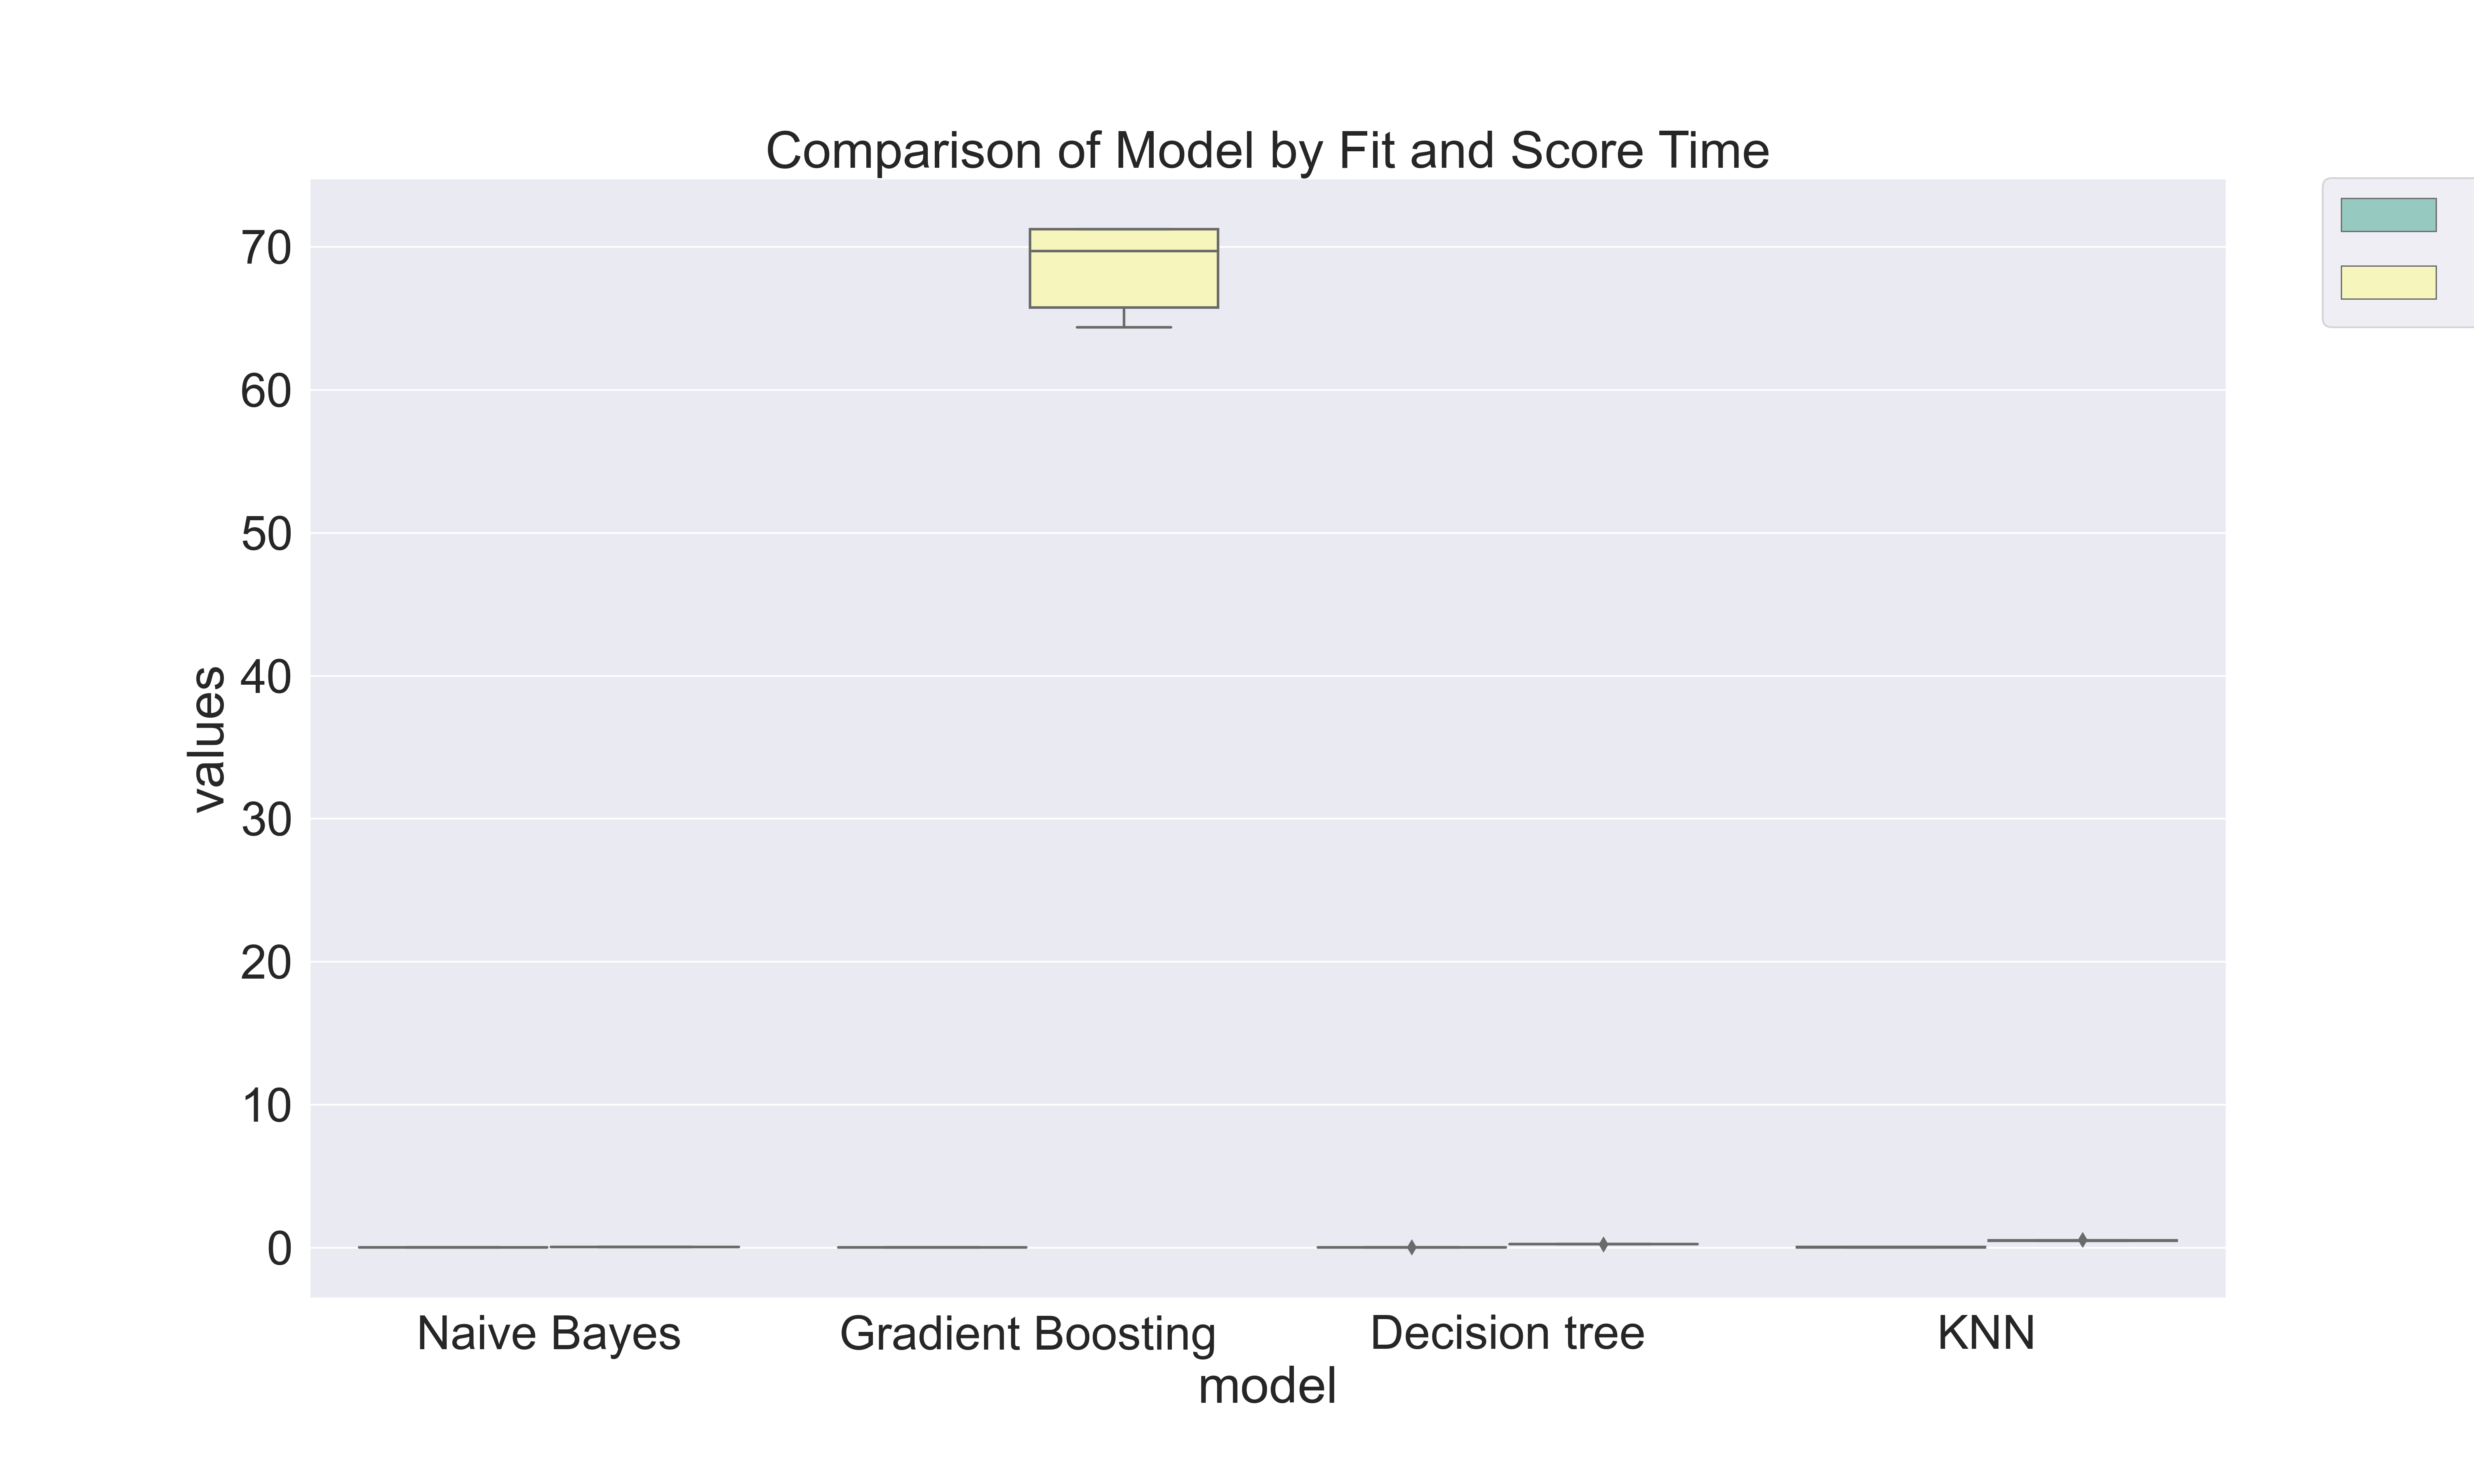 Comparison of Model by Fit and Score Time
70
60
50
40
30
20
10
0
values
Naive Bayes
Gradient Boosting
Decision tree
KNN
model